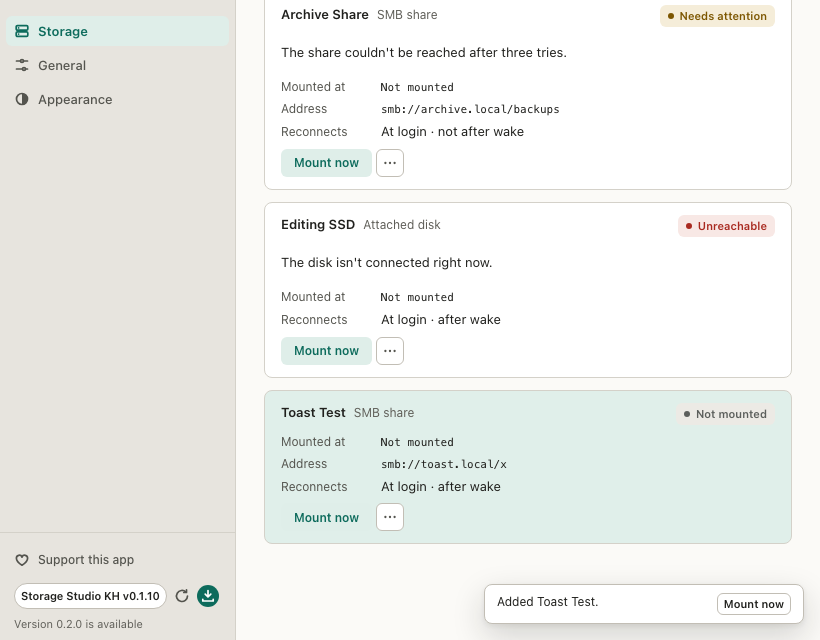 Storage
General
Appearance
Support this app
Storage Studio KH v0.1.10
Version 0.2.0 is available
Archive Share SMB share
Needs attention
The share couldn't be reached after three tries.
Mounted at Not mounted
Address smb://archive.local/backups
Reconnects At login · not after wake
Mount now
Editing SSD Attached disk
Unreachable
The disk isn't connected right now.
Mounted at Not mounted
Reconnects At login · after wake
Mount now
Toast Test SMB share
Not mounted
Mounted at Not mounted
Address smb://toast.local/x
Reconnects At login · after wake
Mount now
Added Toast Test.
Mount now